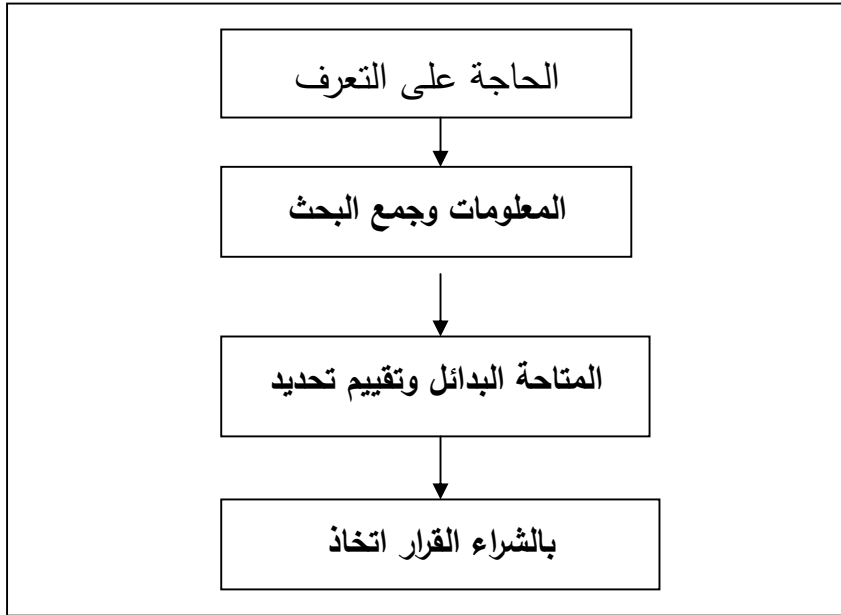 الحاجة على التعرف
المعلومات وجمع البحث
المتاحة البدائل وتقييم تحديد
بالشراء القرار اتخاذ